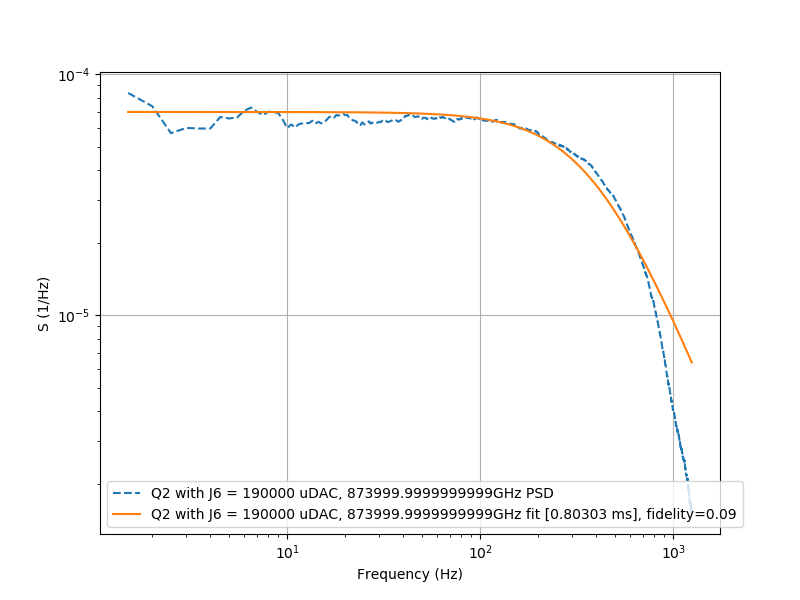 10⁻⁴
10⁻⁵
S (1/Hz)
Q2 with J6 = 190000 uDAC, 873999.9999999999GHz PSD
Q2 with J6 = 190000 uDAC, 873999.9999999999GHz fit [0.80303 ms], fidelity=0.09
10¹ 10² 10³
Frequency (Hz)